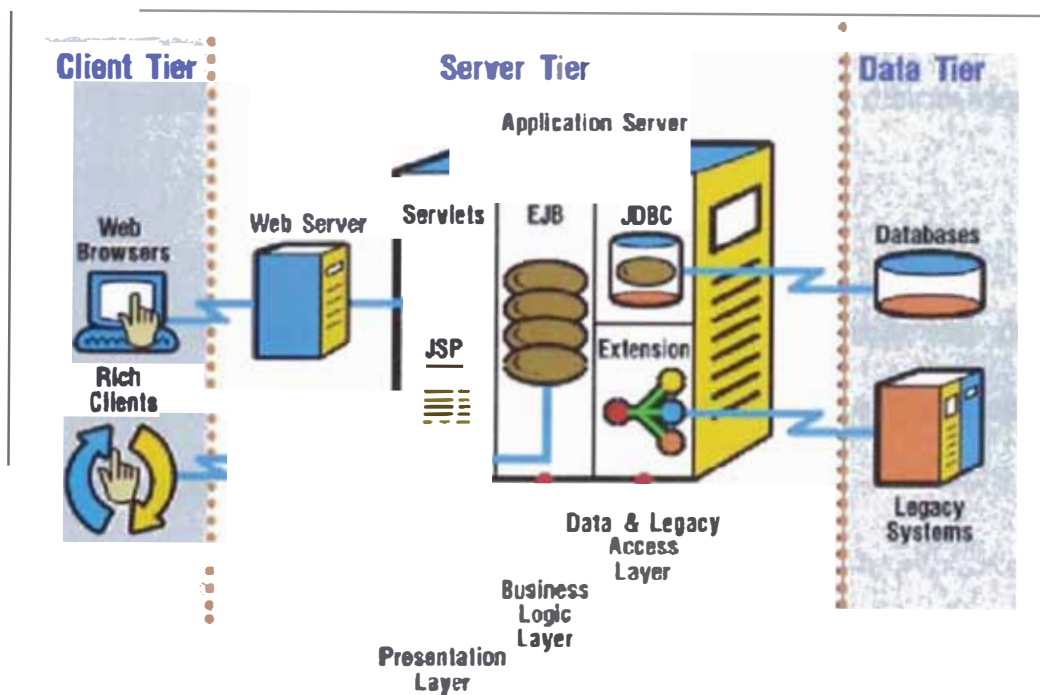 Client Tier
Server Tier
Data Tier
Application Server
Servlets
EJB
JDBC
Web Server
Web
Browsers
Databases
JSP
Extension
Rich
Clients
Legacy
Systems
Data & Legacy
Access
Layer
Business
Logic
Layer
Presentation
Layer